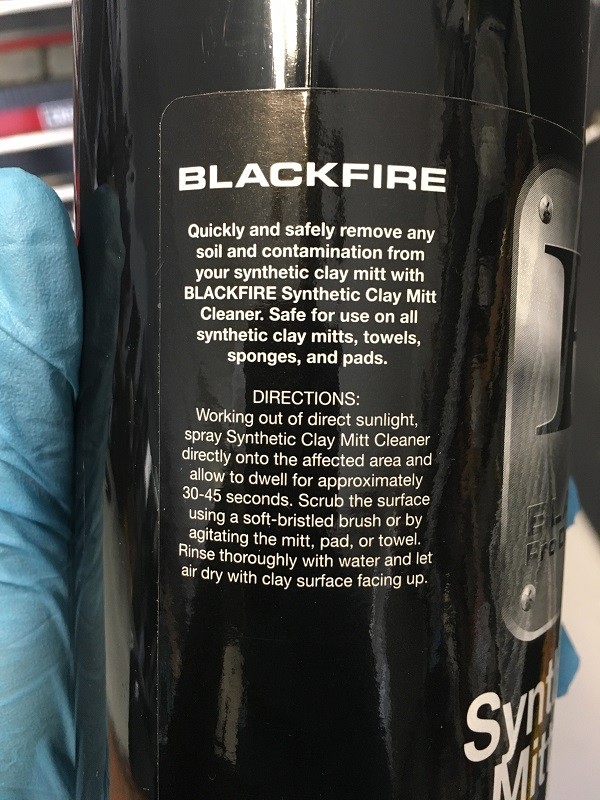 BLACKFIRE
Quickly and safely remove any
soil and contamination from
your synthetic clay mitt with
BLACKFIRE Synthetic Clay Mitt
Cleaner. Safe for use on all
synthetic clay mitts, towels,
sponges, and pads.
DIRECTIONS:
Working out of direct sunlight,
spray Synthetic Clay Mitt Cleaner
directly onto the affected area and
allow to dwell for approximately
30-45 seconds. Scrub the surface
using a soft-bristled brush or by
agitating the mitt, pad, or towel.
Rinse thoroughly with water and let
air dry with clay surface facing up.
Synt
Mitt